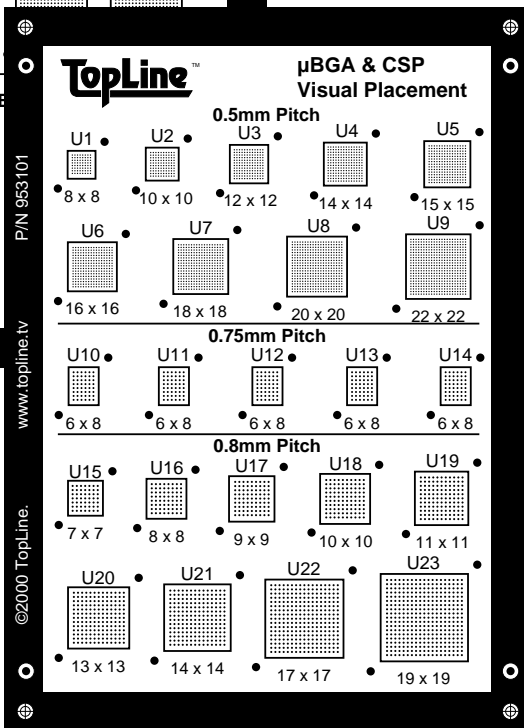 TopLine™
µBGA & CSP
Visual Placement
0.5mm Pitch
U1 U2 U3 U4 U5
8 x 8 10 x 10 12 x 12 14 x 14 15 x 15
U6 U7 U8 U9
16 x 16 18 x 18 20 x 20 22 x 22
0.75mm Pitch
U10 U11 U12 U13 U14
6 x 8 6 x 8 6 x 8 6 x 8 6 x 8
0.8mm Pitch
U15 U16 U17 U18 U19
7 x 7 8 x 8 9 x 9 10 x 10 11 x 11
U20 U21 U22 U23
13 x 13 14 x 14 17 x 17 19 x 19
©2000 TopLine.
www.topline.tv
P/N 953101